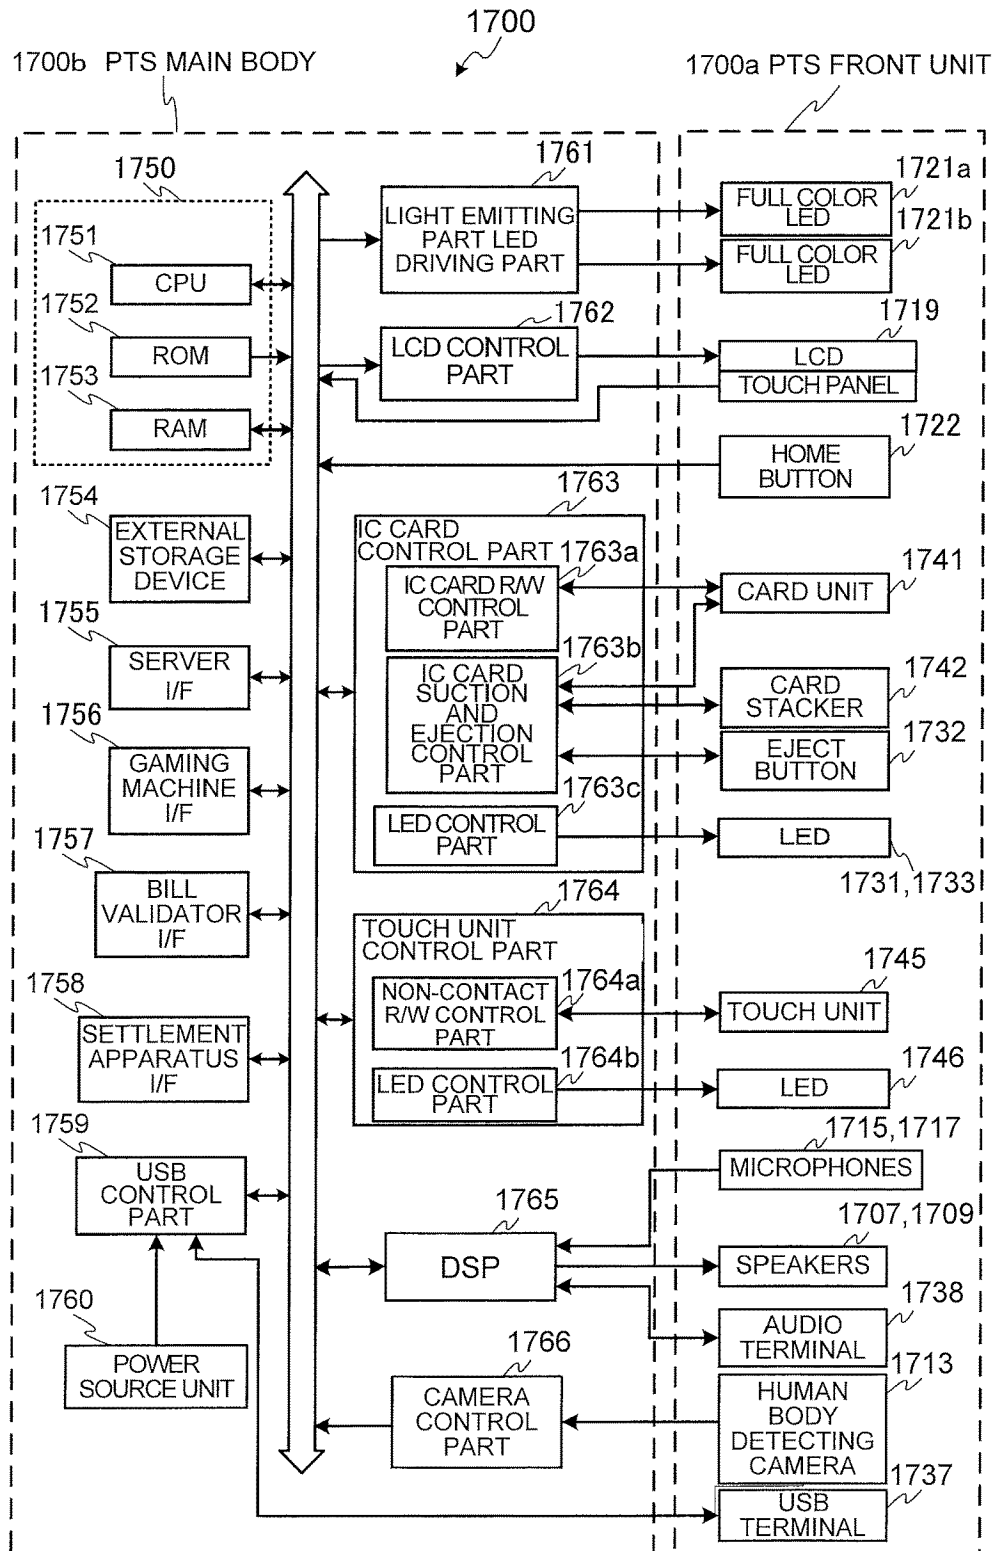 1700
1700b PTS MAIN BODY
1700a PTS FRONT UNIT
1750
1751
CPU
1752
ROM
1753
RAM
1754
EXTERNAL
STORAGE
DEVICE
1755
SERVER
I/F
1756
GAMING
MACHINE
I/F
1757
BILL
VALIDATOR
I/F
1758
SETTLEMENT
APPARATUS
I/F
1759
USB
CONTROL
PART
1760
POWER
SOURCE UNIT
1761
LIGHT EMITTING
PART LED
DRIVING PART
1762
LCD CONTROL
PART
1763
IC CARD
CONTROL PART
1763a
IC CARD R/W
CONTROL
PART
1763b
IC CARD
SUCTION
AND
EJECTION
CONTROL
PART
1763c
LED CONTROL
PART
1764
TOUCH UNIT
CONTROL PART
1764a
NON-CONTACT
R/W CONTROL
PART
1764b
LED CONTROL
PART
1765
DSP
1766
CAMERA
CONTROL
PART
1721a
FULL COLOR
LED
1721b
FULL COLOR
LED
1719
LCD
TOUCH PANEL
1722
HOME
BUTTON
1741
CARD UNIT
1742
CARD
STACKER
1732
EJECT
BUTTON
LED
1731,1733
1745
TOUCH UNIT
1746
LED
1715,1717
MICROPHONES
1707,1709
SPEAKERS
1738
AUDIO
TERMINAL
1713
HUMAN
BODY
DETECTING
CAMERA
1737
USB
TERMINAL